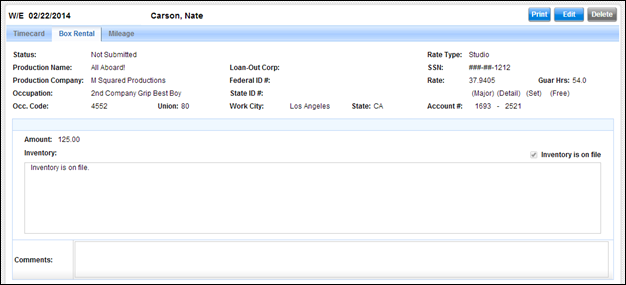 W/E 02/22/2014 Carson, Nate Print Edit Delete
Timecard Box Rental Mileage
Status: Not Submitted Rate Type: Studio
Production Name: All Aboard! Loan-Out Corp: SSN: ###-##-1212
Production Company: M Squared Productions Federal ID #: Rate: 37.9405 Guar Hrs: 54.0
Occupation: 2nd Company Grip Best Boy State ID #: (Major) (Detail) (Set) (Free)
Occ. Code: 4552 Union: 80 Work City: Los Angeles State: CA Account #: 1693 - 2521
Amount: 125.00
Inventory: Inventory is on file
Inventory is on file.
Comments: